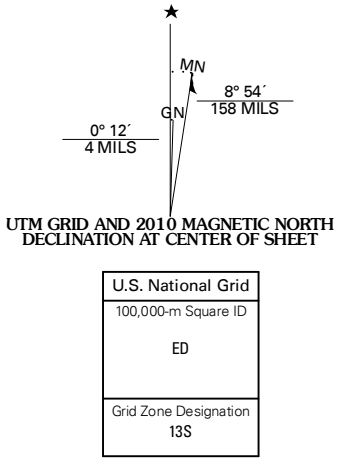 ★
MN
GN
8° 54´
158 MILS
0° 12´
4 MILS
UTM GRID AND 2010 MAGNETIC NORTH
DECLINATION AT CENTER OF SHEET
U.S. National Grid
100,000-m Square ID
ED
Grid Zone Designation
13S